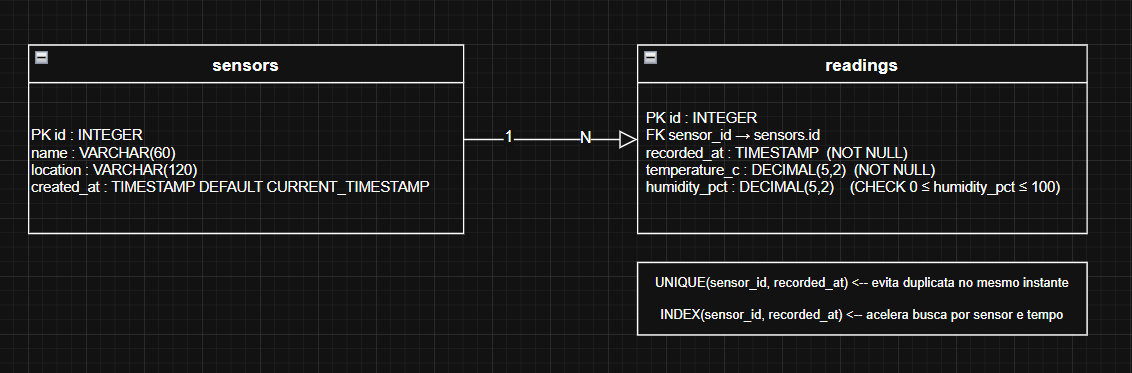 sensors
PK id : INTEGER
name : VARCHAR(60)
location : VARCHAR(120)
created_at : TIMESTAMP DEFAULT CURRENT_TIMESTAMP
1
N
readings
PK id : INTEGER
FK sensor_id → sensors.id
recorded_at : TIMESTAMP (NOT NULL)
temperature_c : DECIMAL(5,2) (NOT NULL)
humidity_pct : DECIMAL(5,2) (CHECK 0 ≤ humidity_pct ≤ 100)
UNIQUE(sensor_id, recorded_at) <-- evita duplicata no mesmo instante
INDEX(sensor_id, recorded_at) <-- acelera busca por sensor e tempo